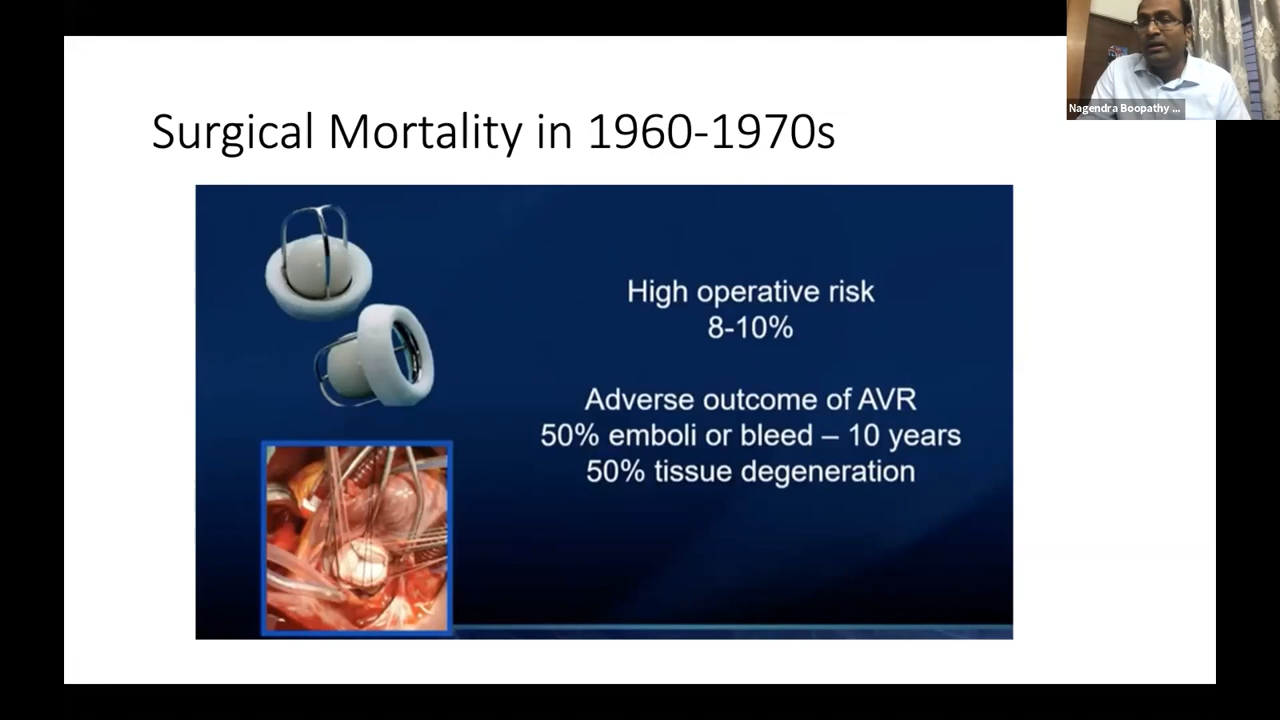 Nagendra Boopathy ...
Surgical Mortality in 1960-1970s
High operative risk
8-10%
Adverse outcome of AVR
50% emboli or bleed – 10 years
50% tissue degeneration